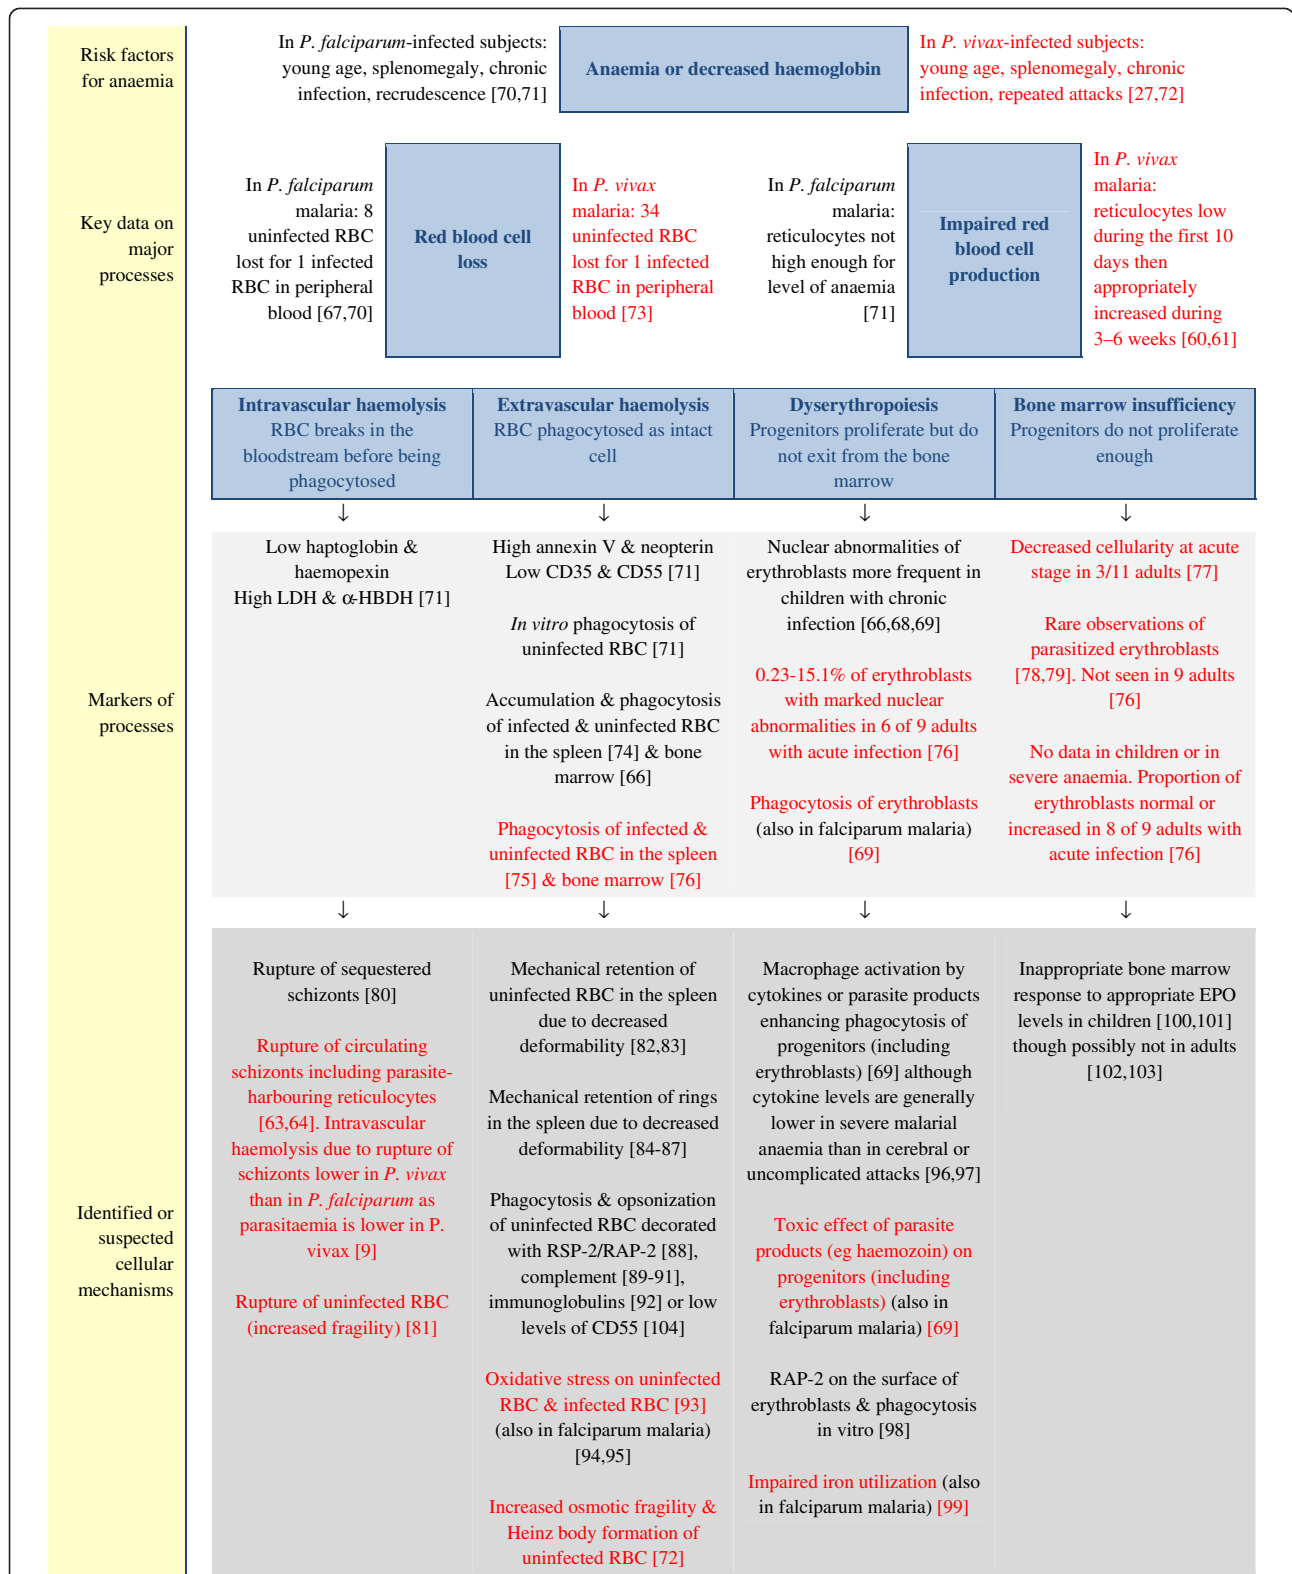 Risk factors
for anaemia
In P. falciparum-infected subjects:
young age, splenomegaly, chronic
infection, recrudescence [70,71]
Anaemia or decreased haemoglobin
In P. vivax-infected subjects:
young age, splenomegaly, chronic
infection, repeated attacks [27,72]
Key data on
major
processes
In P. falciparum
malaria: 8
uninfected RBC
lost for 1 infected
RBC in peripheral
blood [67,70]
Red blood cell
loss
In P. vivax
malaria: 34
uninfected RBC
lost for 1 infected
RBC in peripheral
blood [73]
In P. falciparum
malaria:
reticulocytes not
high enough for
level of anaemia
[71]
Impaired red
blood cell
production
In P. vivax
malaria:
reticulocytes low
during the first 10
days then
appropriately
increased during
3–6 weeks [60,61]
Intravascular haemolysis
RBC breaks in the
bloodstream before being
phagocytosed
Extravascular haemolysis
RBC phagocytosed as intact
cell
Dyserythropoiesis
Progenitors proliferate but do
not exit from the bone
marrow
Bone marrow insufficiency
Progenitors do not proliferate
enough
↓ ↓ ↓ ↓
Markers of
processes
Low haptoglobin &
haemopexin
High LDH & α-HBDH [71]
High annexin V & neopterin
Low CD35 & CD55 [71]
In vitro phagocytosis of
uninfected RBC [71]
Accumulation & phagocytosis
of infected & uninfected RBC
in the spleen [74] & bone
marrow [66]
Phagocytosis of infected &
uninfected RBC in the spleen
[75] & bone marrow [76]
Nuclear abnormalities of
erythroblasts more frequent in
children with chronic
infection [66,68,69]
0.23-15.1% of erythroblasts
with marked nuclear
abnormalities in 6 of 9 adults
with acute infection [76]
Phagocytosis of erythroblasts
(also in falciparum malaria)
[69]
Decreased cellularity at acute
stage in 3/11 adults [77]
Rare observations of
parasitized erythroblasts
[78,79]. Not seen in 9 adults
[76]
No data in children or in
severe anaemia. Proportion of
erythroblasts normal or
increased in 8 of 9 adults with
acute infection [76]
↓ ↓ ↓ ↓
Identified or
suspected
cellular
mechanisms
Rupture of sequestered
schizonts [80]
Rupture of circulating
schizonts including parasite-
harbouring reticulocytes
[63,64]. Intravascular
haemolysis due to rupture of
schizonts lower in P. vivax
than in P. falciparum as
parasitaemia is lower in P.
vivax [9]
Rupture of uninfected RBC
(increased fragility) [81]
Mechanical retention of
uninfected RBC in the spleen
due to decreased
deformability [82,83]
Mechanical retention of rings
in the spleen due to decreased
deformability [84-87]
Phagocytosis & opsonization
of uninfected RBC decorated
with RSP-2/RAP-2 [88],
complement [89-91],
immunoglobulins [92] or low
levels of CD55 [104]
Oxidative stress on uninfected
RBC & infected RBC [93]
(also in falciparum malaria)
[94,95]
Increased osmotic fragility &
Heinz body formation of
uninfected RBC [72]
Macrophage activation by
cytokines or parasite products
enhancing phagocytosis of
progenitors (including
erythroblasts) [69] although
cytokine levels are generally
lower in severe malarial
anaemia than in cerebral or
uncomplicated attacks [96,97]
Toxic effect of parasite
products (eg haemozoin) on
progenitors (including
erythroblasts) (also in
falciparum malaria) [69]
RAP-2 on the surface of
erythroblasts & phagocytosis
in vitro [98]
Impaired iron utilization (also
in falciparum malaria) [99]
Inappropriate bone marrow
response to appropriate EPO
levels in children [100,101]
though possibly not in adults
[102,103]